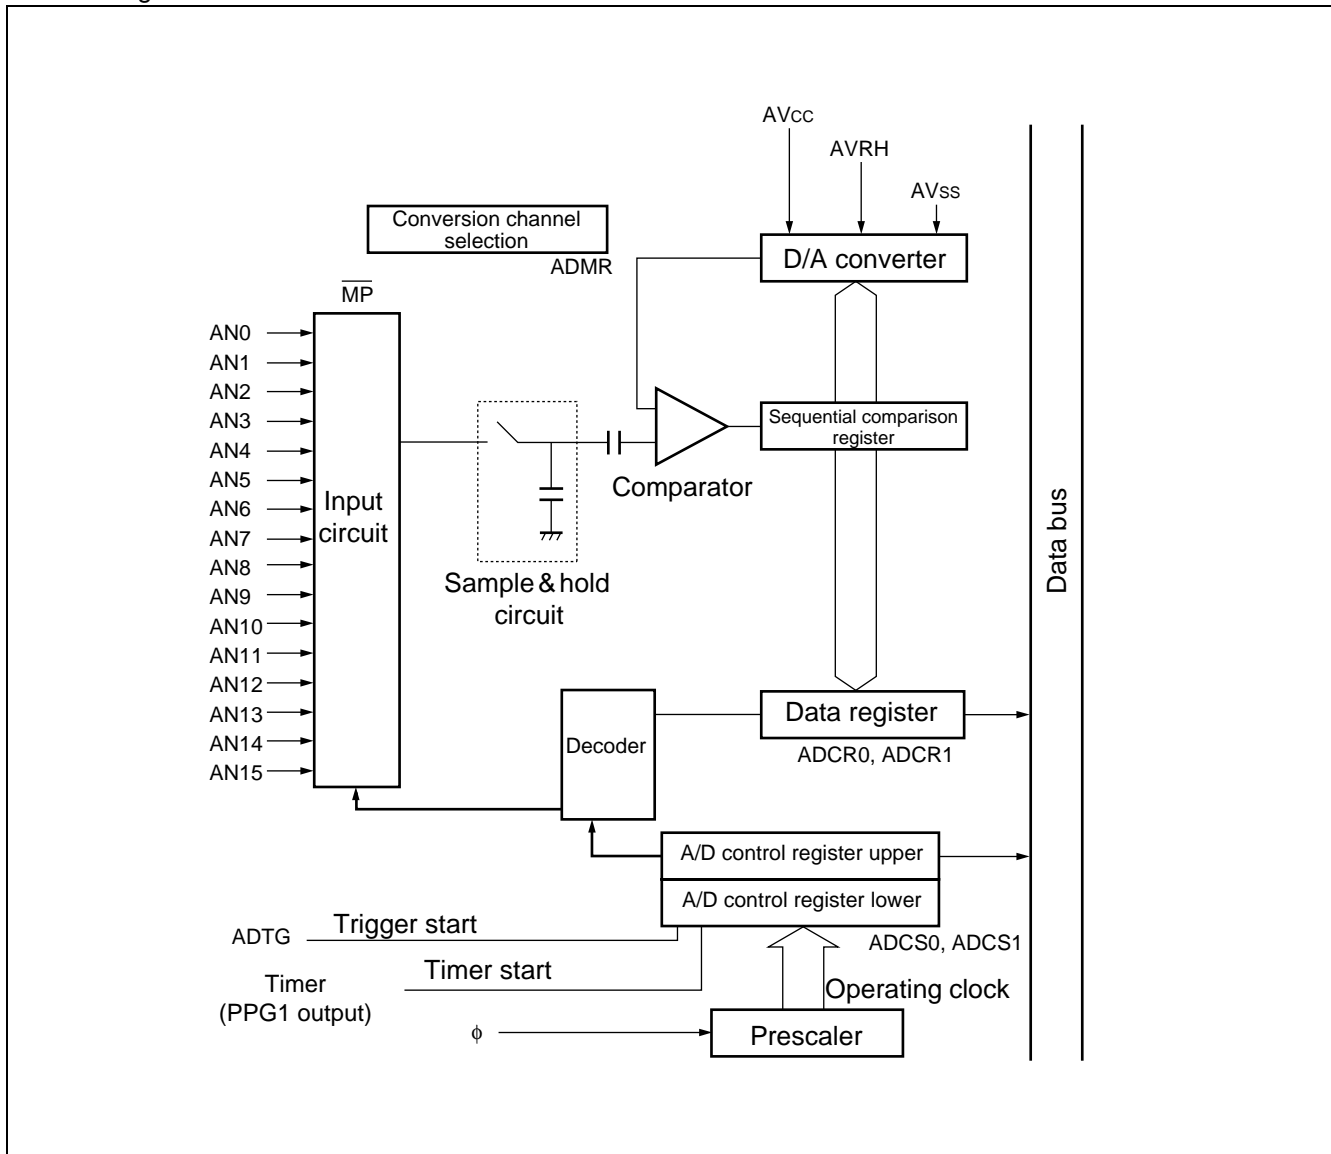 AVCC
AVRH
AVSS
Conversion channel
selection
ADMR
D/A converter
MP
AN0
AN1
AN2
AN3
AN4
AN5
AN6
AN7
AN8
AN9
AN10
AN11
AN12
AN13
AN14
AN15
Input
circuit
Sequential comparison
register
Comparator
Sample & hold
circuit
Data bus
Data register
ADCR0, ADCR1
Decoder
A/D control register upper
A/D control register lower
ADCS0, ADCS1
ADTG
Trigger start
Timer
(PPG1 output)
Timer start
Operating clock
ϕ
Prescaler